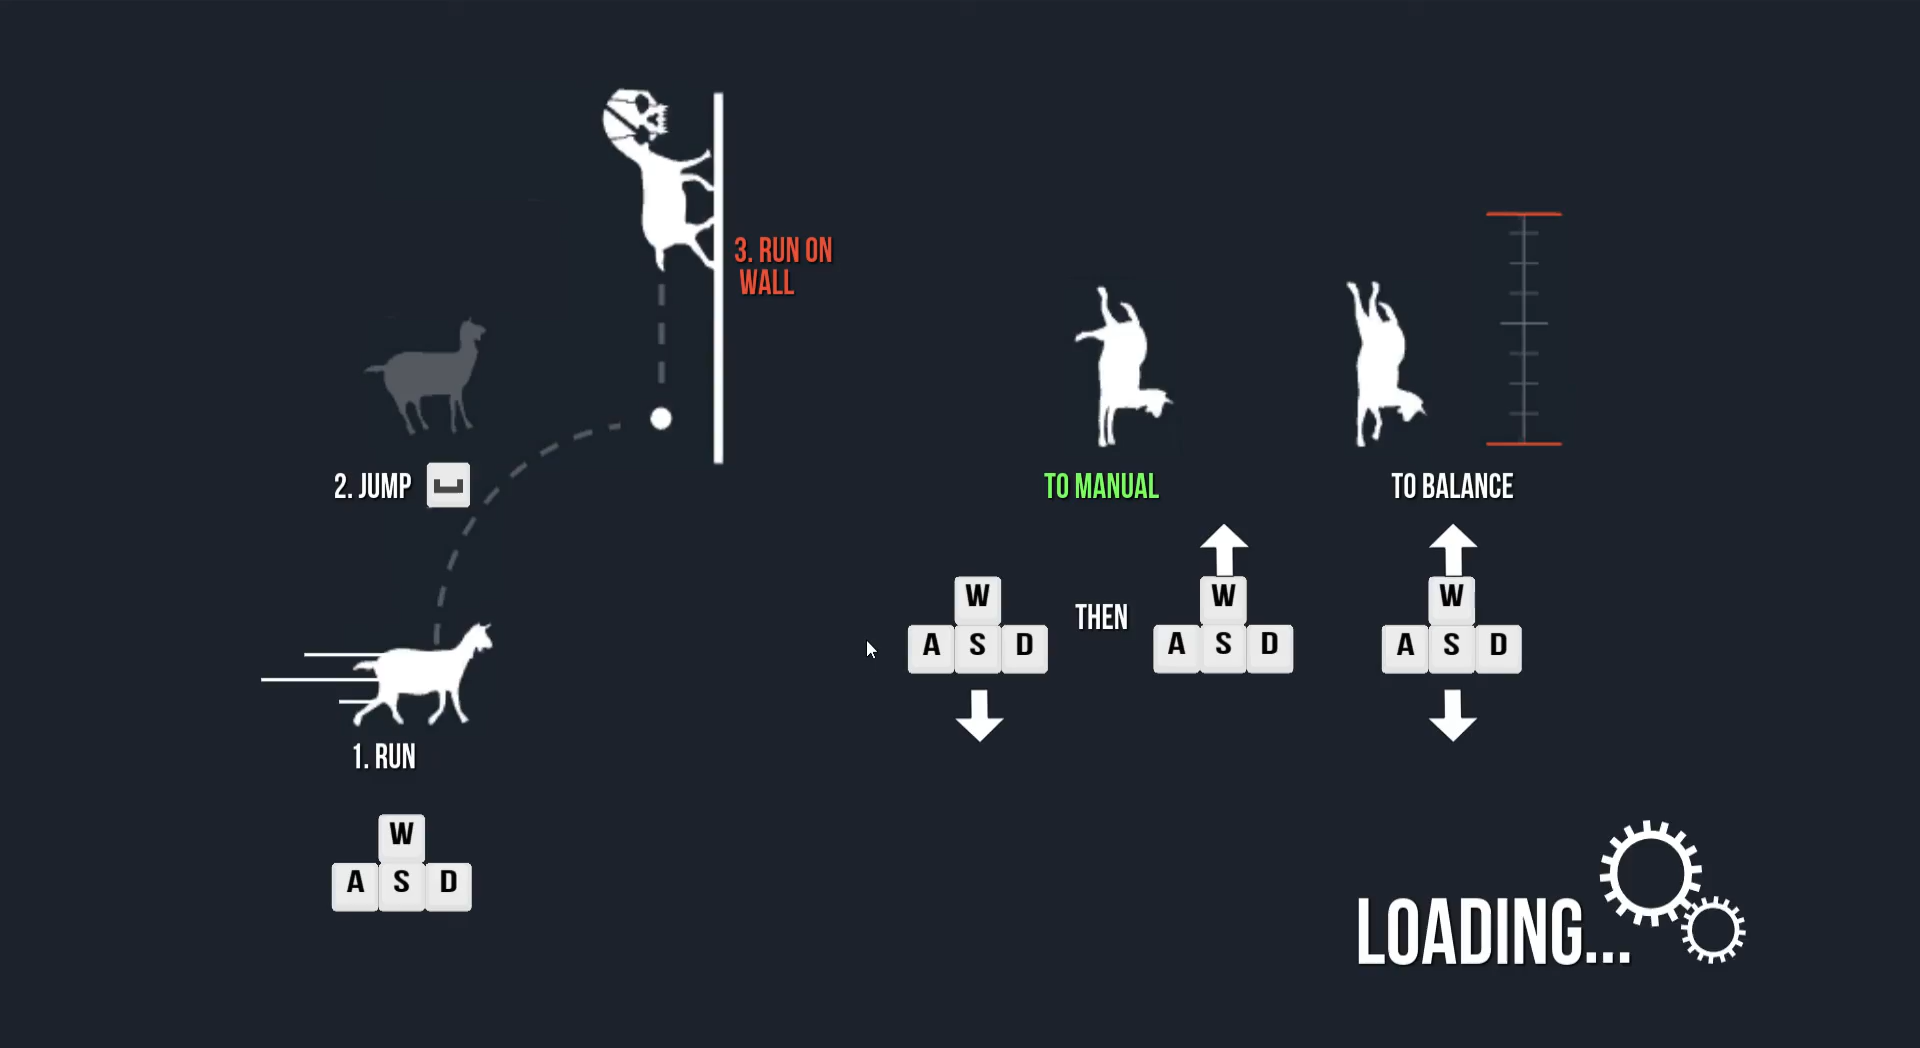 3. RUN ON
WALL
2. JUMP
TO MANUAL
TO BALANCE
W
A S D
THEN
W
A S D
W
A S D
1. RUN
W
A S D
LOADING...